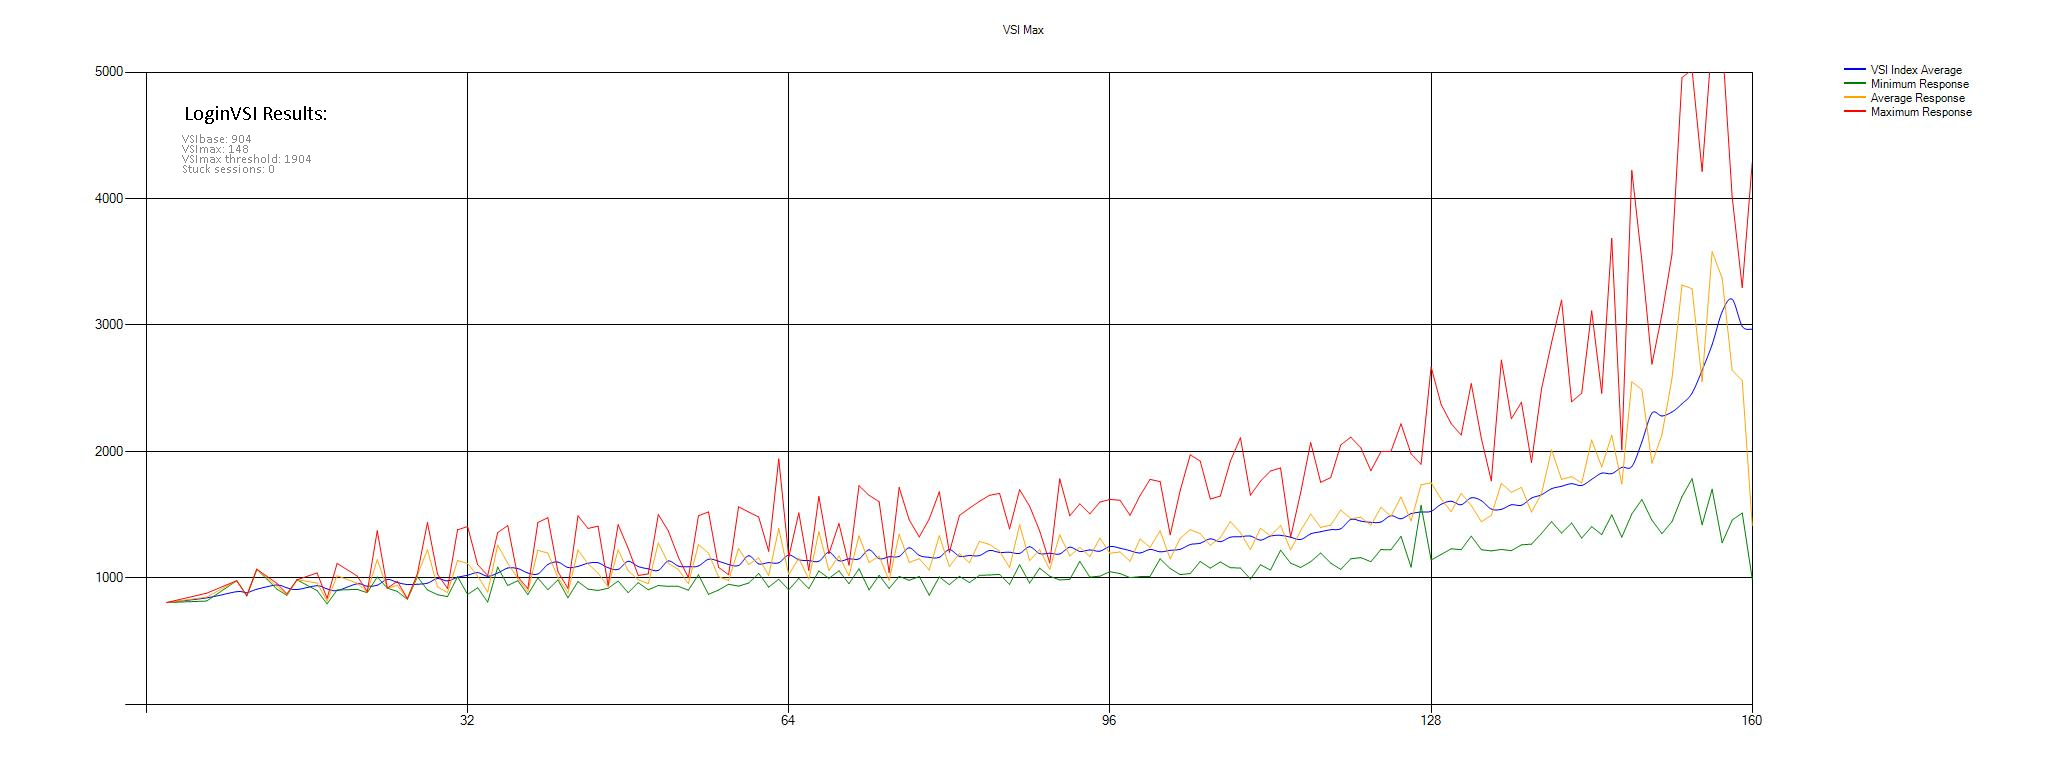 VSI Max
5000
4000
3000
2000
1000
32
64
96
128
160
LoginVSI Results:
VSIbase: 904
VSImax: 148
VSImax threshold: 1904
Stuck sessions: 0
VSI Index Average
Minimum Response
Average Response
Maximum Response